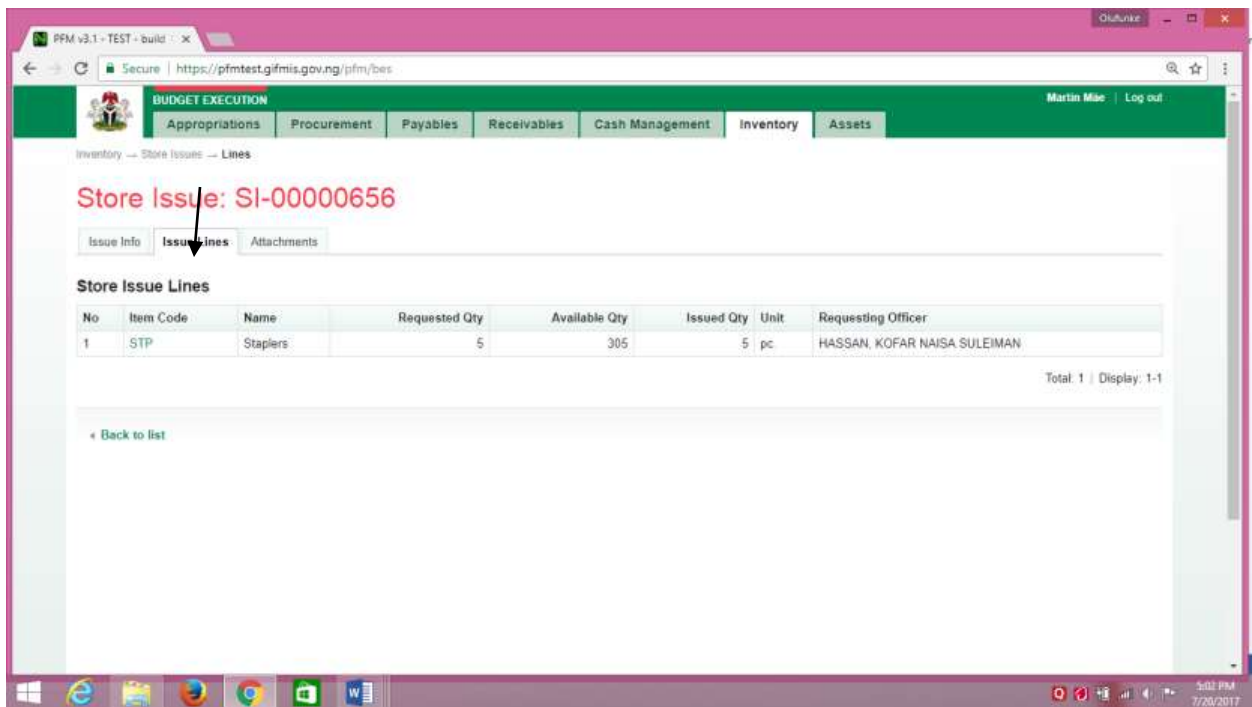 Olufunke
PFM v3.1 - TEST - build
Secure | https://pfmtest.gifmis.gov.ng/pfm/bes
BUDGET EXECUTION
Martin Mäe | Log out
Appropriations Procurement Payables Receivables Cash Management Inventory Assets
Inventory → Store Issues → Lines
Store Issue: SI-00000656
Issue Info Issue Lines Attachments
Store Issue Lines
No Item Code Name Requested Qty Available Qty Issued Qty Unit Requesting Officer
1 STP Staplers 5 305 5 pc HASSAN, KOFAR NAISA SULEIMAN
Total: 1 | Display: 1-1
« Back to list
5:02 PM
7/20/2017